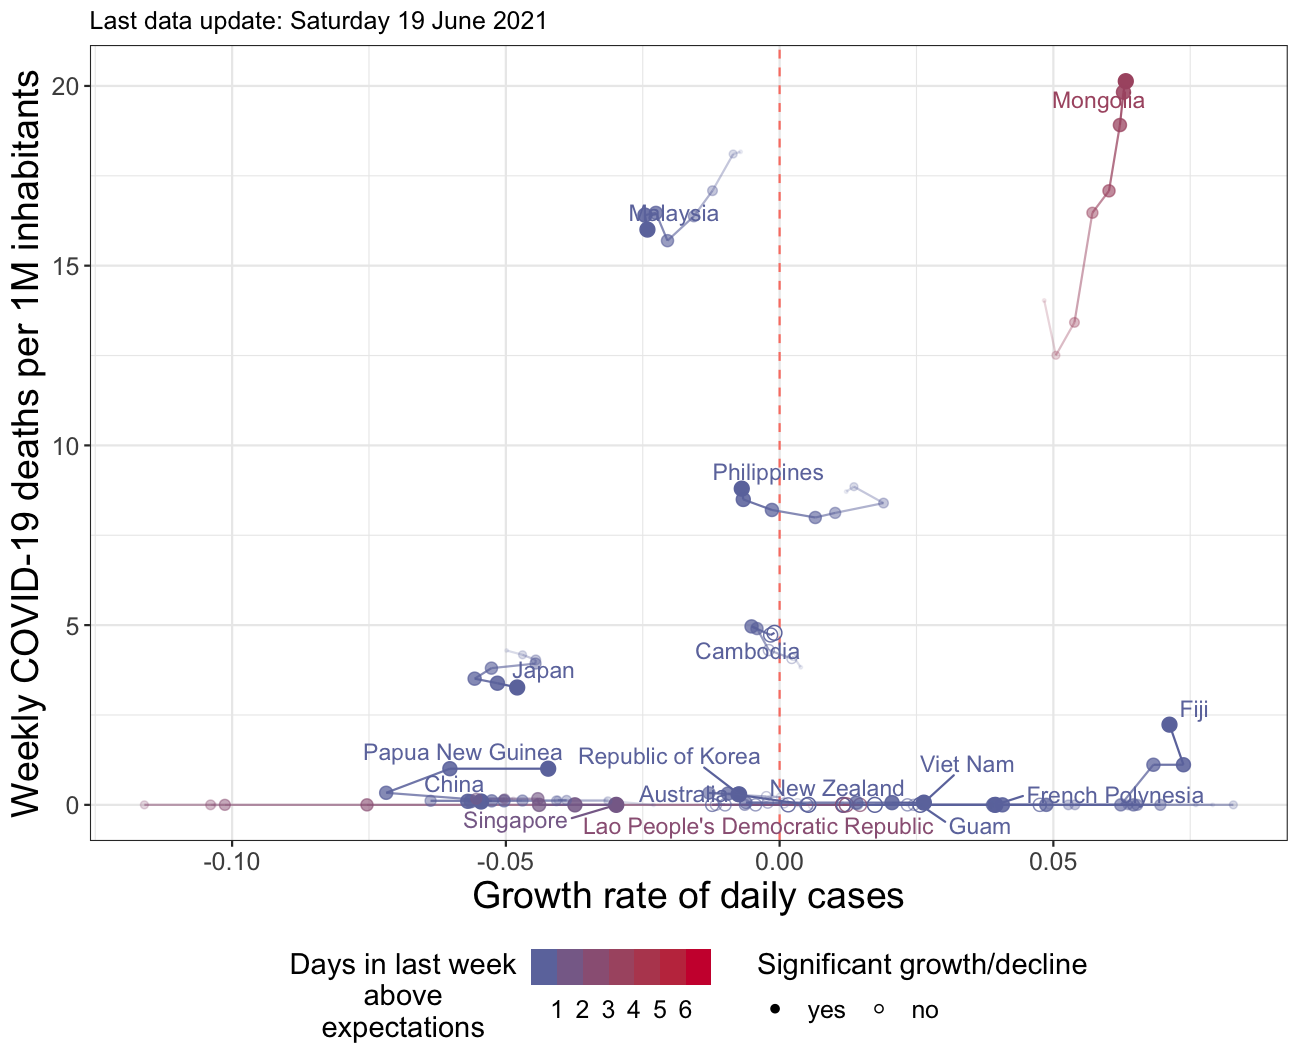 Last data update: Saturday 19 June 2021
Weekly COVID-19 deaths per 1M inhabitants
20
15
10
5
0
Mongolia
Malaysia
Philippines
Cambodia
Japan
Fiji
Papua New Guinea
Republic of Korea
Viet Nam
China
Australia
New Zealand
French Polynesia
Singapore
Lao People's Democratic Republic
Guam
-0.10
-0.05
0.00
0.05
Growth rate of daily cases
Days in last week
above
expectations
1 2 3 4 5 6
Significant growth/decline
yes
no